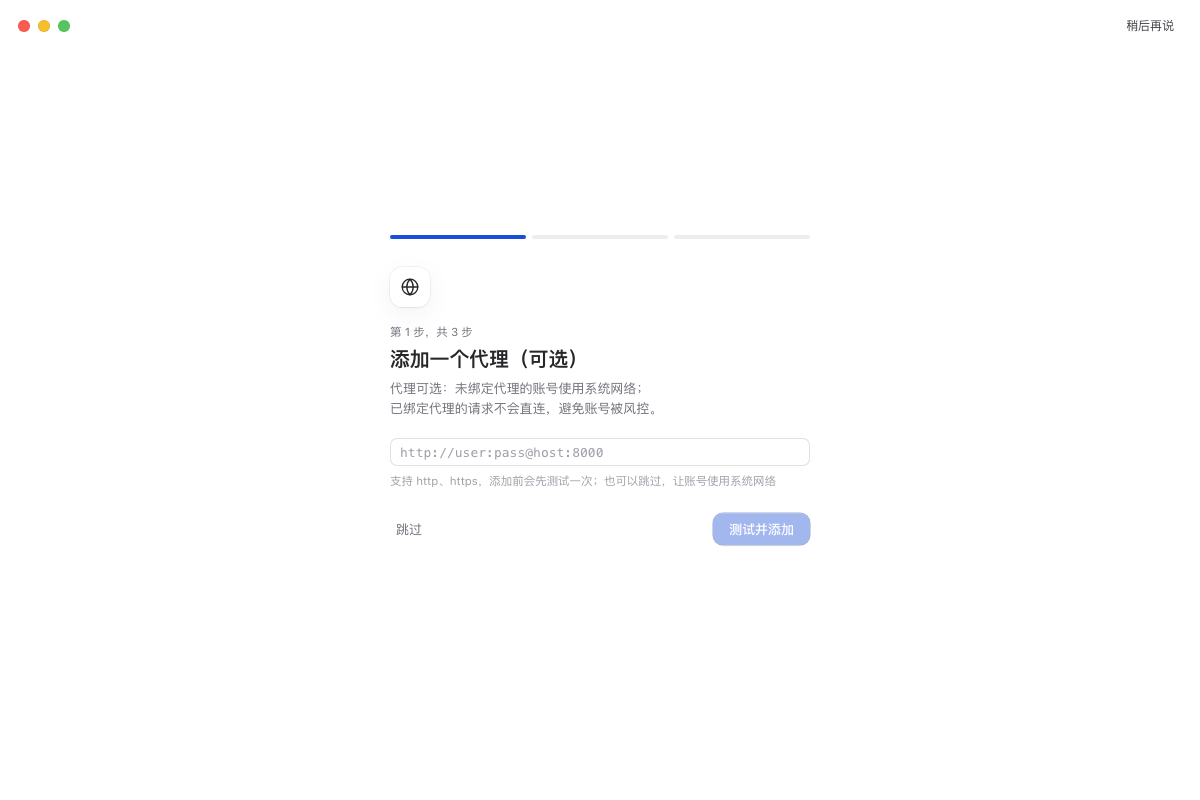 稍后再说
第 1 步，共 3 步
添加一个代理（可选）
代理可选：未绑定代理的账号使用系统网络；
已绑定代理的请求不会直连，避免账号被风控。
http://user:pass@host:8000
支持 http、https，添加前会先测试一次；也可以跳过，让账号使用系统网络
跳过
测试并添加